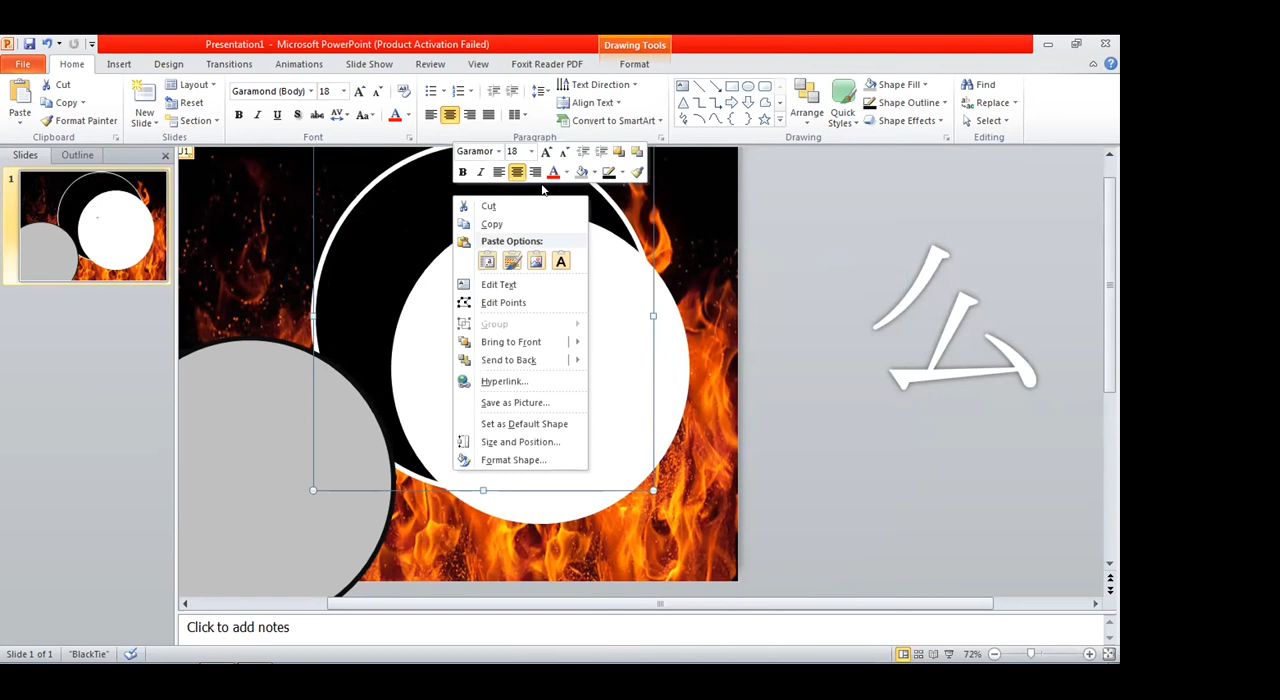 Presentation1 - Microsoft PowerPoint (Product Activation Failed)
Drawing Tools
File Home Insert Design Transitions Animations Slide Show Review View Foxit Reader PDF Format
Paste
Cut
Copy
Format Painter
Clipboard
New
Slide
Layout
Reset
Section
Slides
Garamond (Body) 18
B I U S abc AV Aa A
Font
Text Direction
Align Text
Convert to SmartArt
Paragraph
Arrange
Quick
Styles
Shape Fill
Shape Outline
Shape Effects
Drawing
Find
Replace
Select
Editing
Slides Outline
1
Garamor 18
B I A
Cut
Copy
Paste Options:
Edit Text
Edit Points
Group
Bring to Front
Send to Back
Hyperlink...
Save as Picture...
Set as Default Shape
Size and Position...
Format Shape...
么
Click to add notes
Slide 1 of 1 "BlackTie" 72%